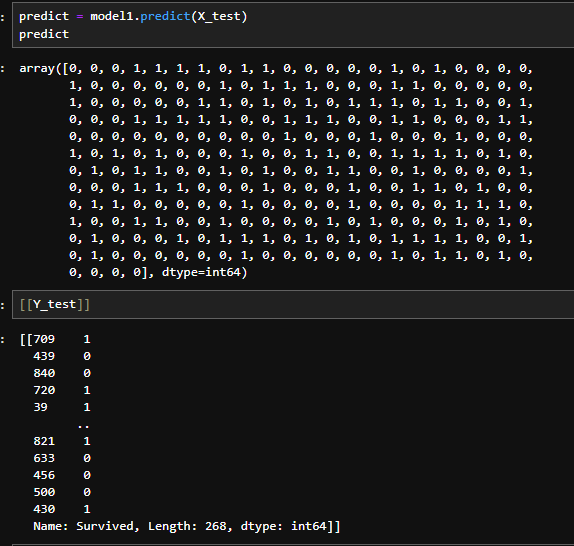 predict = model1.predict(X_test)
predict
array([0, 0, 0, 1, 1, 1, 1, 0, 1, 1, 0, 0, 0, 0, 0, 1, 0, 1, 0, 0, 0, 0,
1, 0, 0, 0, 0, 0, 0, 1, 0, 1, 1, 1, 0, 0, 0, 1, 1, 0, 0, 0, 0, 0,
1, 0, 0, 0, 0, 0, 1, 1, 0, 1, 0, 1, 0, 1, 1, 1, 0, 1, 1, 0, 0, 1,
0, 0, 0, 1, 1, 1, 1, 1, 0, 0, 1, 1, 1, 0, 0, 1, 1, 0, 0, 0, 1, 1,
0, 0, 0, 0, 0, 0, 0, 0, 0, 0, 1, 0, 0, 0, 1, 0, 0, 0, 1, 0, 0, 0,
1, 0, 1, 0, 1, 0, 0, 0, 1, 0, 0, 1, 1, 0, 0, 1, 1, 1, 1, 0, 1, 0,
0, 1, 0, 1, 1, 0, 0, 1, 0, 1, 0, 0, 1, 1, 0, 0, 1, 0, 0, 0, 0, 1,
0, 0, 0, 1, 1, 1, 0, 0, 0, 1, 0, 0, 0, 1, 0, 0, 1, 1, 0, 1, 0, 0,
0, 1, 1, 0, 0, 0, 0, 0, 1, 0, 0, 0, 0, 1, 0, 0, 0, 0, 1, 1, 1, 0,
1, 0, 0, 1, 1, 0, 0, 1, 0, 0, 0, 0, 1, 0, 1, 0, 0, 0, 1, 0, 1, 0,
0, 1, 0, 0, 0, 1, 0, 1, 1, 1, 0, 1, 0, 1, 0, 1, 1, 1, 1, 0, 0, 1,
0, 1, 0, 0, 0, 0, 0, 0, 1, 0, 0, 0, 0, 0, 0, 1, 0, 1, 1, 0, 1, 0,
0, 0, 0, 0], dtype=int64)
[[Y_test]]
[[709    1
439    0
840    0
720    1
39     1
..
821    1
633    0
456    0
500    0
430    1
Name: Survived, Length: 268, dtype: int64]]